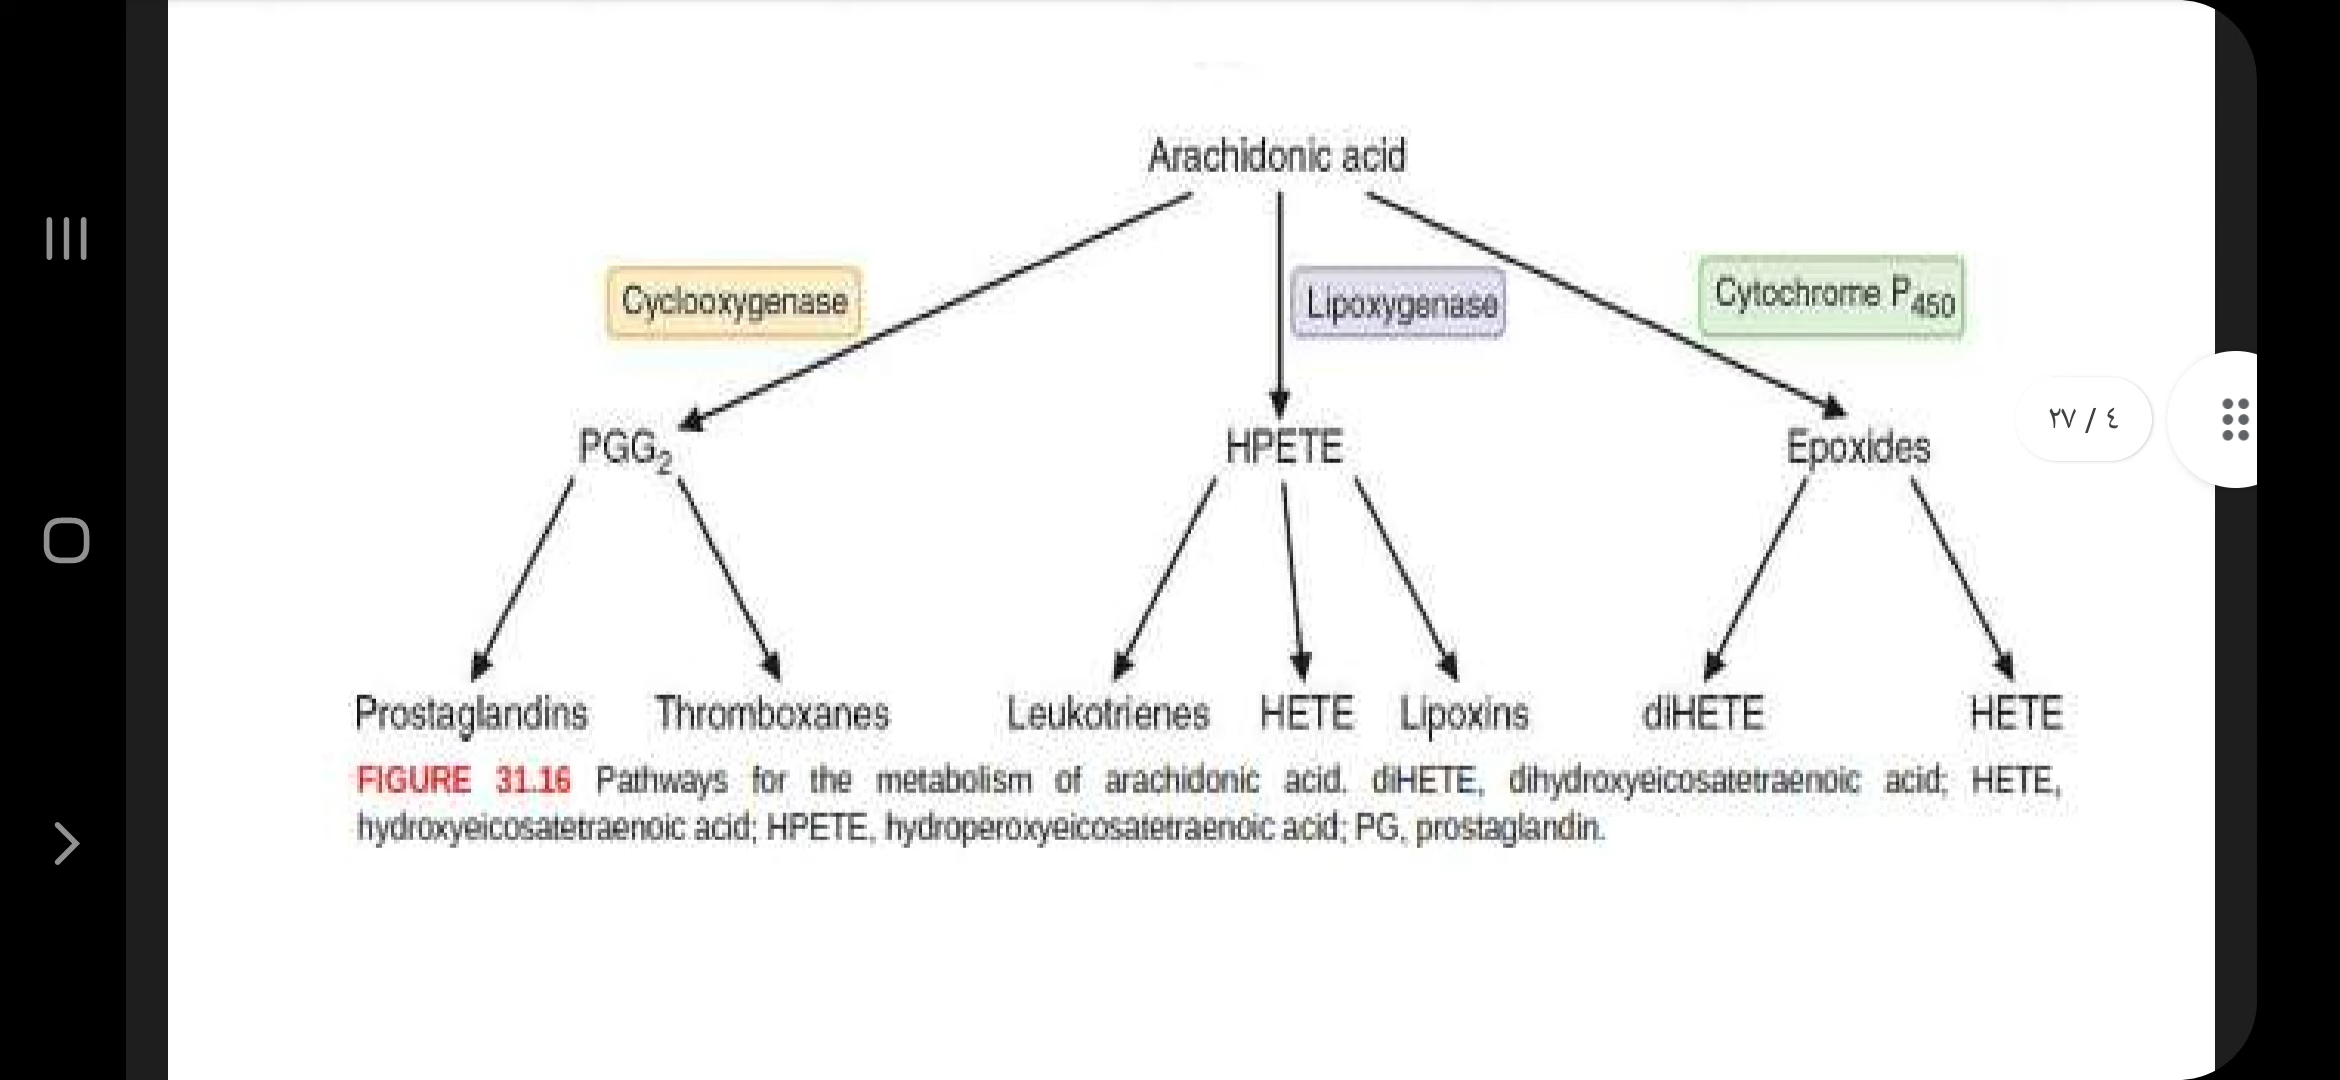 Arachidonic acid
Cyclooxygenase
Lipoxygenase
Cytochrome P450
٢٧ / ٤
PGG2
HPETE
Epoxides
Prostaglandins
Thromboxanes
Leukotrienes
HETE
Lipoxins
diHETE
HETE
FIGURE 31.16 Pathways for the metabolism of arachidonic acid. diHETE, dihydroxyeicosatetraenoic acid; HETE,
hydroxyeicosatetraenoic acid; HPETE, hydroperoxyeicosatetraenoic acid; PG, prostaglandin.